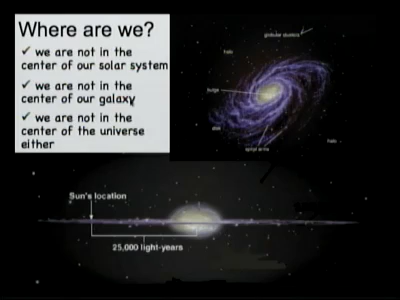 Where are we?
✓ we are not in the
center of our solar system
✓ we are not in the
center of our galaxy
✓ we are not in the
center of the universe
either
globular clusters
halo
bulge
disk
spiral arms
halo
Sun's location
25,000 light-years